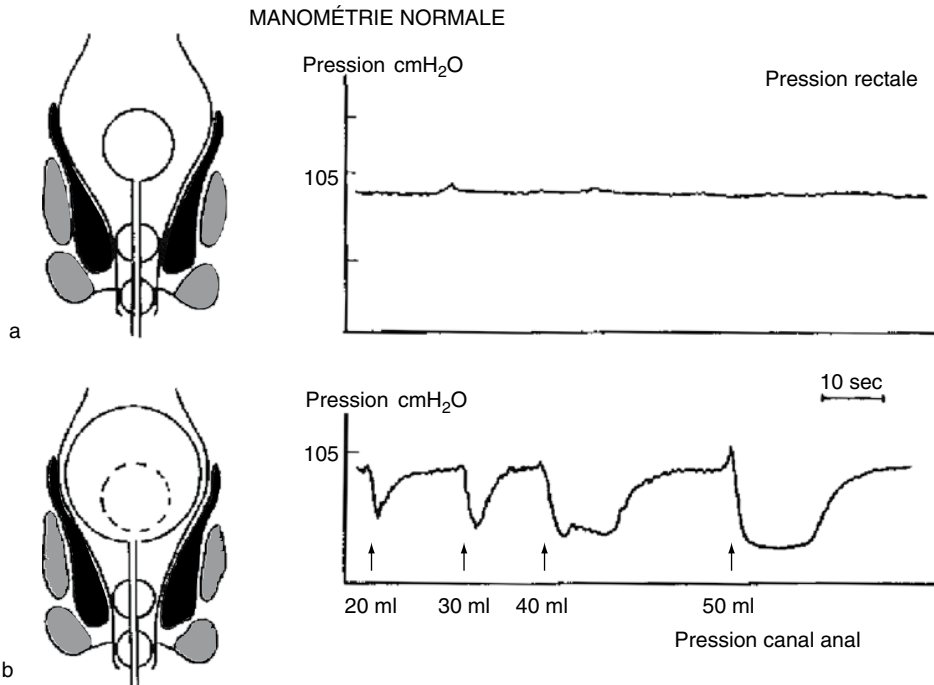 MANOMÉTRIE NORMALE
Pression cmH₂O
Pression rectale
105
a
10 sec
Pression cmH₂O
105
20 ml 30 ml 40 ml 50 ml
Pression canal anal
b